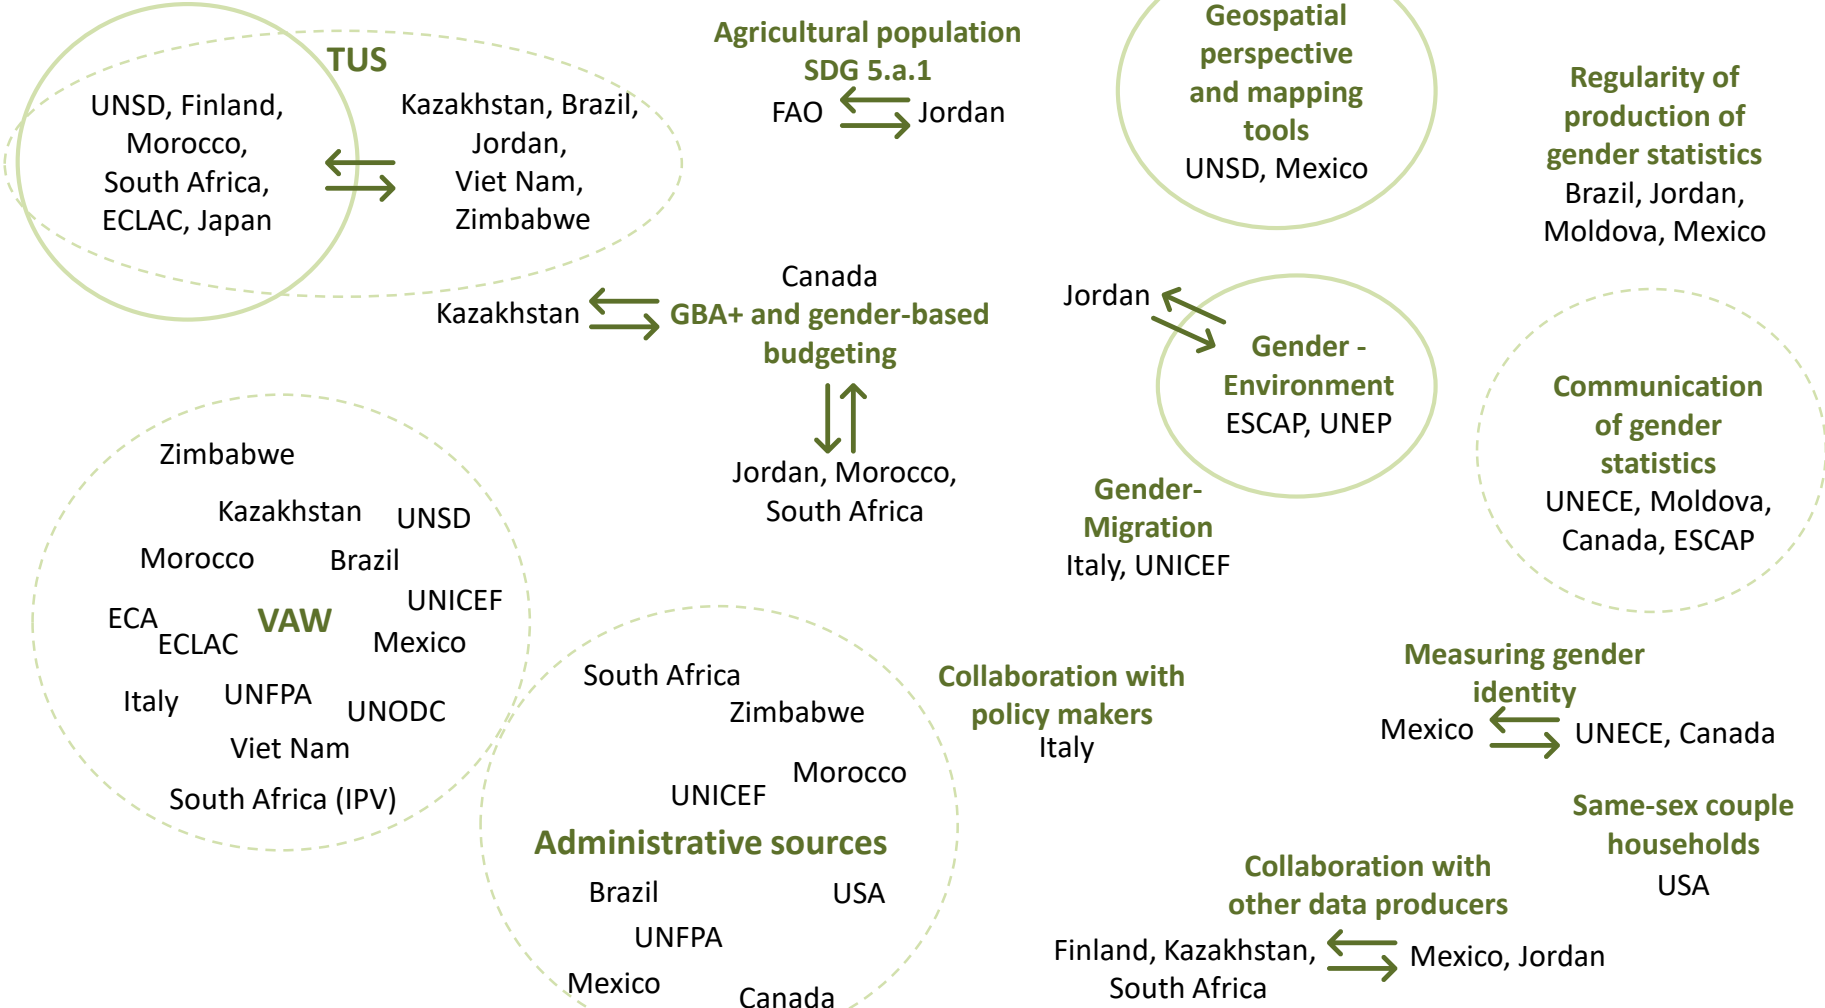 TUS
UNSD, Finland,
Morocco,
South Africa,
ECLAC, Japan
Kazakhstan, Brazil,
Jordan,
Viet Nam,
Zimbabwe
Agricultural population
SDG 5.a.1
FAO
Jordan
Geospatial
perspective
and mapping
tools
UNSD, Mexico
Regularity of
production of
gender statistics
Brazil, Jordan,
Moldova, Mexico
Canada
GBA+ and gender-based
budgeting
Kazakhstan
Jordan, Morocco,
South Africa
Jordan
Gender -
Environment
ESCAP, UNEP
Communication
of gender
statistics
UNECE, Moldova,
Canada, ESCAP
Gender-
Migration
Italy, UNICEF
Zimbabwe
Kazakhstan
UNSD
Morocco
Brazil
UNICEF
ECA
VAW
ECLAC
Mexico
Italy
UNFPA
UNODC
Viet Nam
South Africa (IPV)
South Africa
Zimbabwe
Morocco
UNICEF
Administrative sources
Brazil
USA
UNFPA
Mexico
Canada
Collaboration with
policy makers
Italy
Measuring gender
identity
Mexico
UNECE, Canada
Same-sex couple
households
USA
Collaboration with
other data producers
Finland, Kazakhstan,
South Africa
Mexico, Jordan